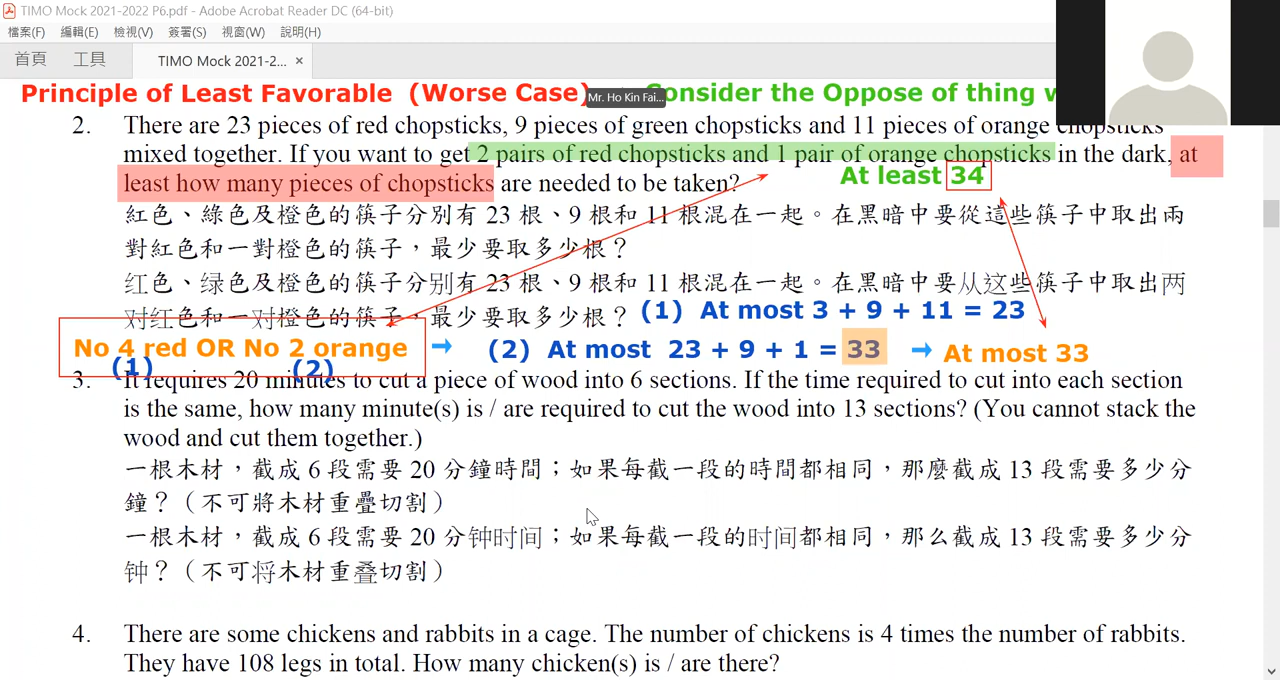 TIMO Mock 2021-2022 P6.pdf - Adobe Acrobat Reader DC (64-bit)
檔案(F) 編輯(E) 檢視(V) 簽署(S) 視窗(W) 說明(H)
首頁 工具 TIMO Mock 2021-2... ×
Principle of Least Favorable (Worse Case) Consider the Oppose of thing
Mr. Ho Kin Fai...
2. There are 23 pieces of red chopsticks, 9 pieces of green chopsticks and 11 pieces of orange chopsticks
mixed together. If you want to get 2 pairs of red chopsticks and 1 pair of orange chopsticks in the dark, at
least how many pieces of chopsticks are needed to be taken?
At least 34
紅色、綠色及橙色的筷子分別有 23 根、9 根和 11 根混在一起。在黑暗中要從這些筷子中取出兩
對紅色和一對橙色的筷子，最少要取多少根？
红色、绿色及橙色的筷子分别有 23 根、9 根和 11 根混在一起。在黑暗中要从这些筷子中取出两
对红色和一对橙色的筷子，最少要取多少根？
(1) At most 3 + 9 + 11 = 23
No 4 red OR No 2 orange
(2) At most 23 + 9 + 1 = 33
At most 33
(1) (2)
3. It requires 20 minutes to cut a piece of wood into 6 sections. If the time required to cut into each section
is the same, how many minute(s) is / are required to cut the wood into 13 sections? (You cannot stack the
wood and cut them together.)
一根木材，截成 6 段需要 20 分鐘時間；如果每截一段的時間都相同，那麼截成 13 段需要多少分
鐘？（不可將木材重疊切割）
一根木材，截成 6 段需要 20 分钟时间；如果每截一段的时间都相同，那么截成 13 段需要多少分
钟？（不可将木材重叠切割）
4. There are some chickens and rabbits in a cage. The number of chickens is 4 times the number of rabbits.
They have 108 legs in total. How many chicken(s) is / are there?